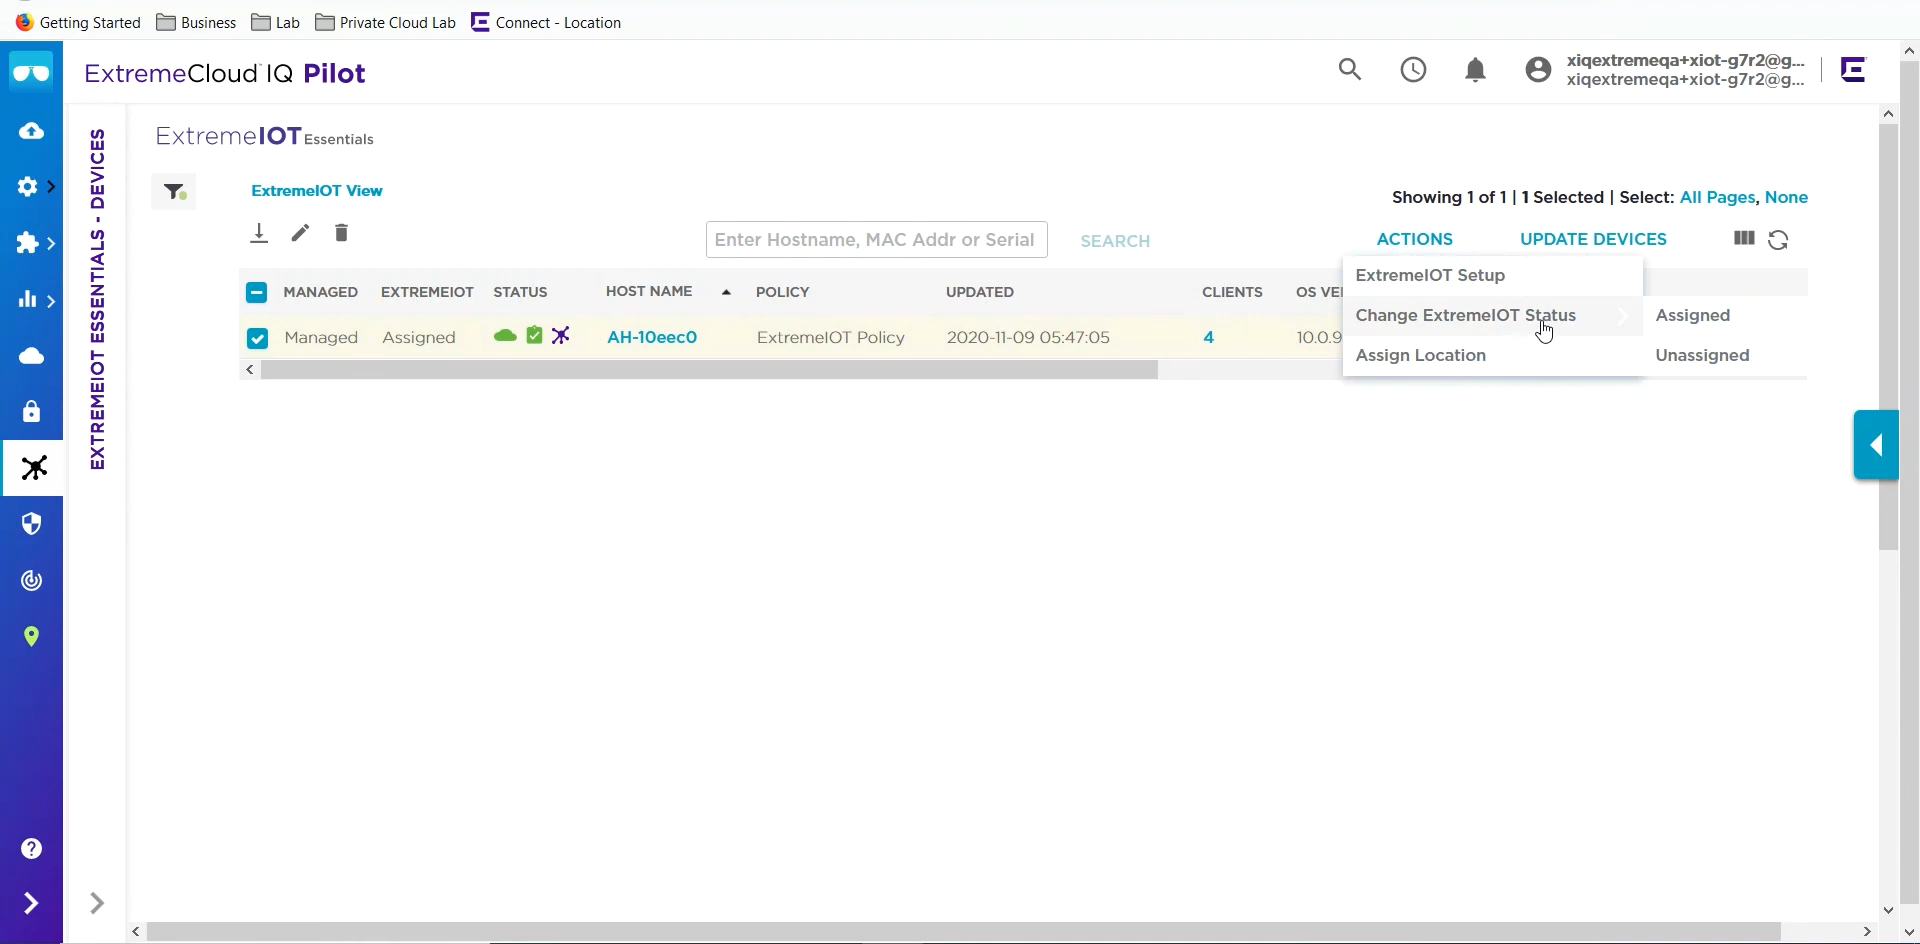 Getting Started Business Lab Private Cloud Lab Connect - Location
ExtremeCloud™ IQ Pilot
xiqextremeqa+xiot-g7r2@g...
xiqextremeqa+xiot-g7r2@g...
EXTREMEIOT ESSENTIALS - DEVICES
ExtremeIOT Essentials
ExtremeIOT View
Showing 1 of 1 | 1 Selected | Select: All Pages, None
Enter Hostname, MAC Addr or Serial SEARCH ACTIONS UPDATE DEVICES
MANAGED EXTREMEIOT STATUS HOST NAME POLICY UPDATED CLIENTS OS VE
Managed Assigned AH-10eec0 ExtremeIOT Policy 2020-11-09 05:47:05 4 10.0.9
ExtremeIOT Setup
Change ExtremeIOT Status Assigned
Assign Location Unassigned